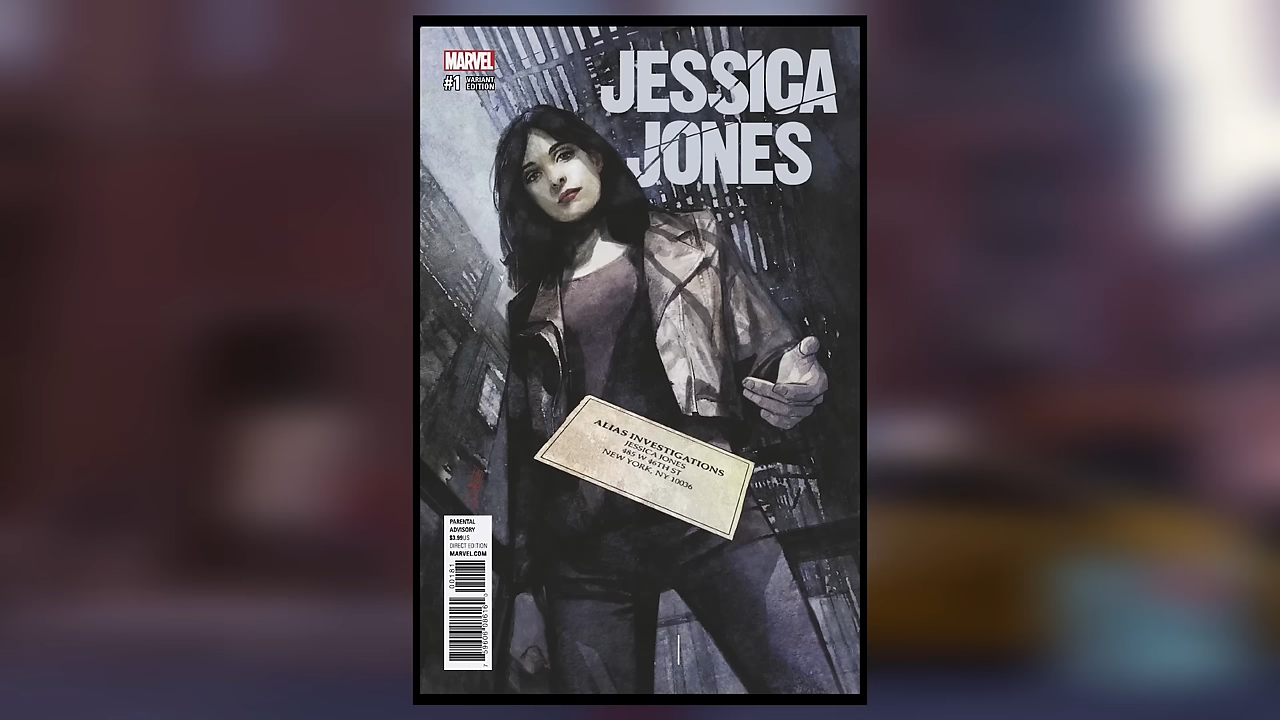 MARVEL
#1 VARIANT
EDITION
JESSICA
JONES
ALIAS INVESTIGATIONS
JESSICA JONES
485 W 46TH ST
NEW YORK, NY 10036
PARENTAL
ADVISORY
$3.99US
DIRECT EDITION
MARVEL.COM
00181